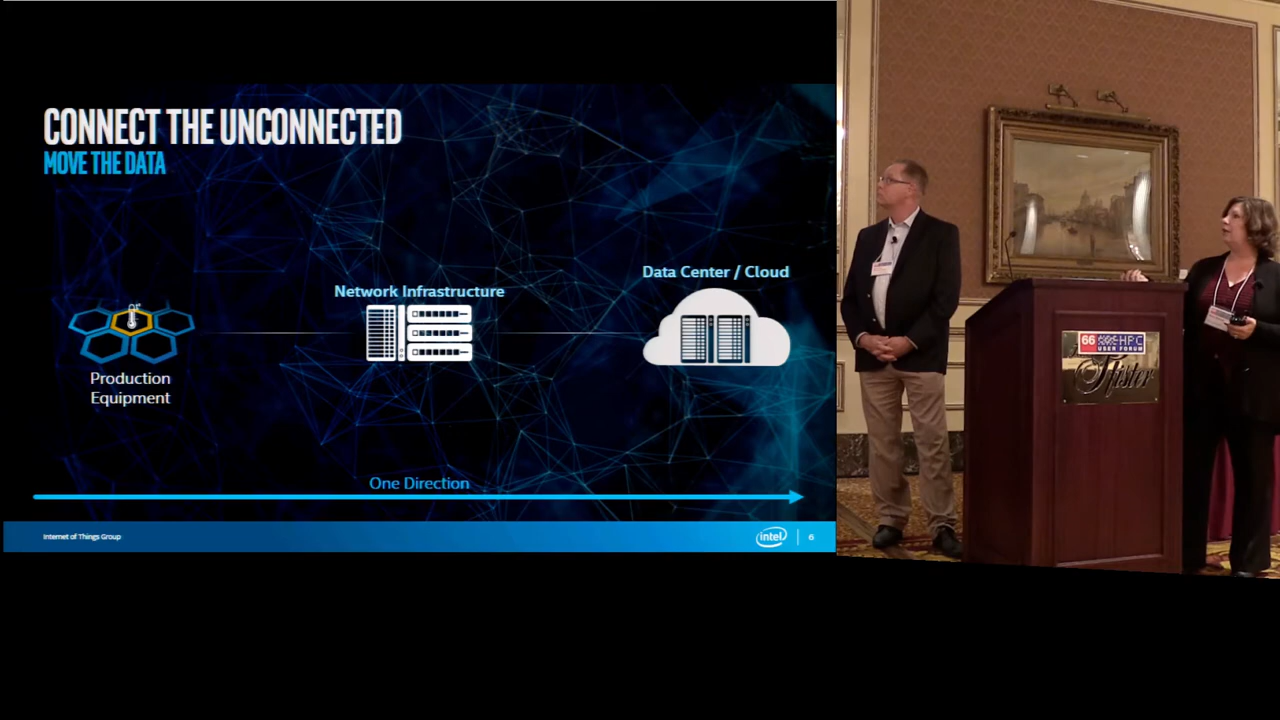 CONNECT THE UNCONNECTED
MOVE THE DATA
Data Center / Cloud
Network Infrastructure
Production
Equipment
One Direction
Internet of Things Group
intel
6
66
HPC
USER FORUM
Pfister